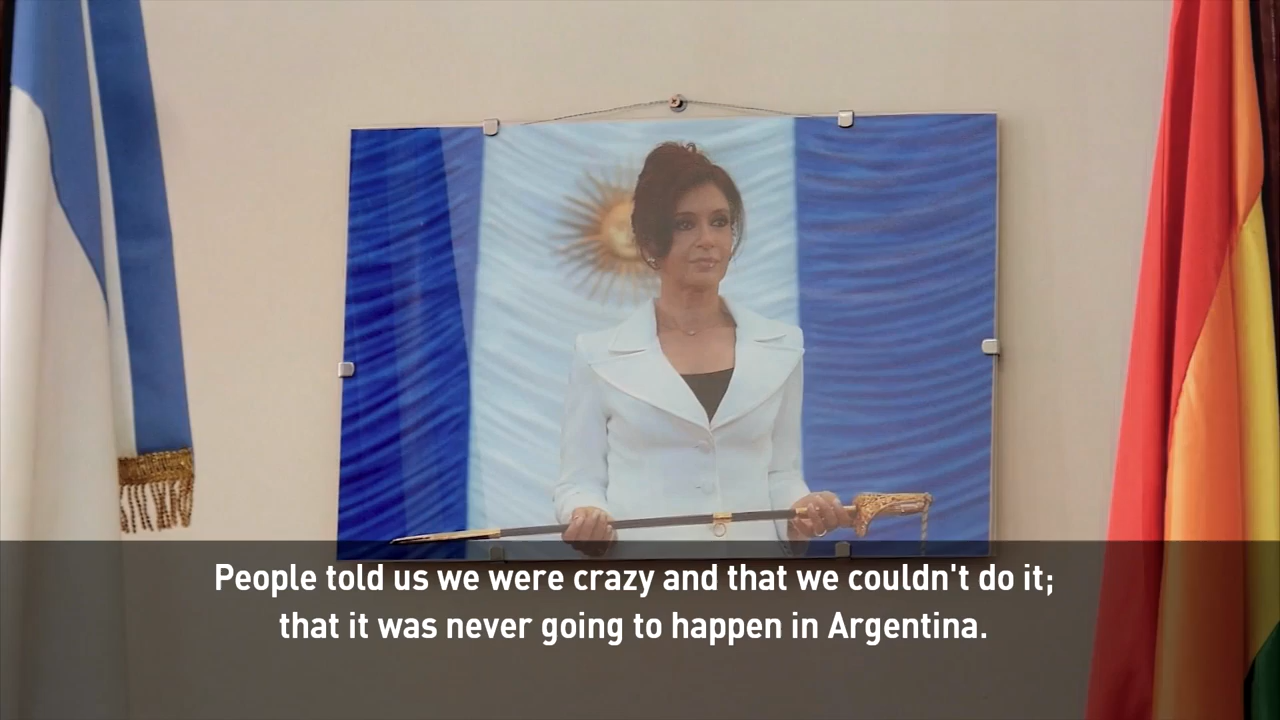 People told us we were crazy and that we couldn't do it;
that it was never going to happen in Argentina.